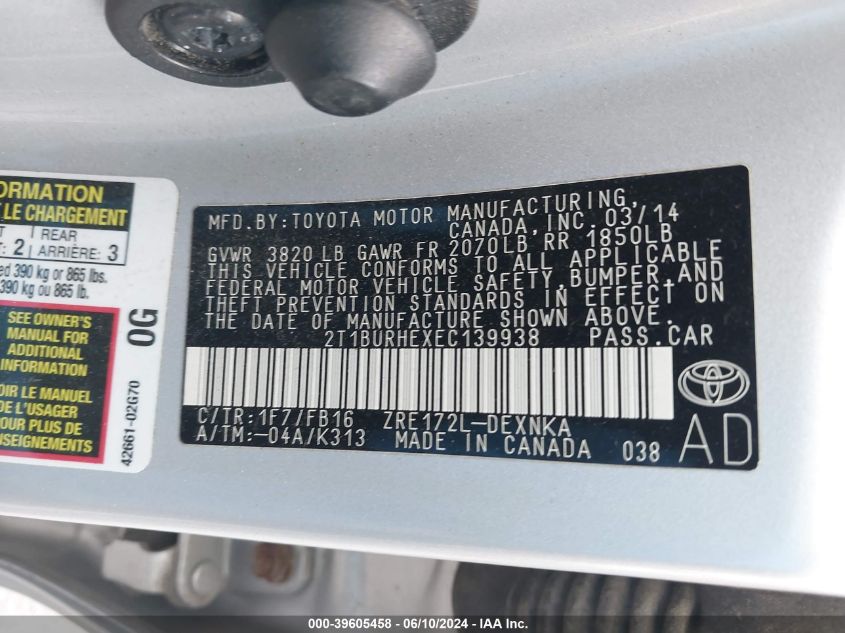 ORMATION
LE CHARGEMENT
: 2
REAR
ARRIÈRE: 3
ed 390 kg or 865 lbs.
390 kg ou 865 lb.
SEE OWNER'S
MANUAL FOR
ADDITIONAL
INFORMATION
OIR LE MANUEL
DE L'USAGER
POUR PLUS DE
NSEIGNEMENTS
0G
42661-02G70
MFD.BY:TOYOTA MOTOR MANUFACTURING,
CANADA,INC. 03/14
GVWR 3820 LB GAWR FR 2070LB RR 1850LB
THIS VEHICLE CONFORMS TO ALL APPLICABLE
FEDERAL MOTOR VEHICLE SAFETY,BUMPER,AND
THEFT PREVENTION STANDARDS IN EFFECT ON
THE DATE OF MANUFACTURE SHOWN ABOVE.
2T1BURHEXEC139938 PASS.CAR
C/TR:1F7/FB16 ZRE172L-DEXNKA
A/TM:-04A/K313 MADE IN CANADA 038
AD
000-39605458 - 06/10/2024 - IAAI.com